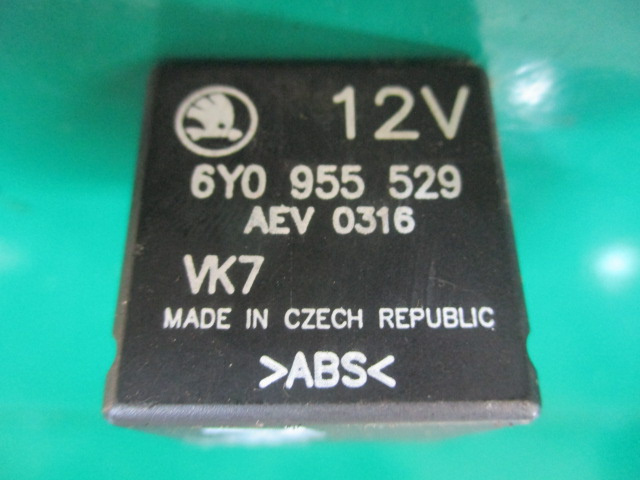 12V
6Y0 955 529
AEV 0316
VK7
MADE IN CZECH REPUBLIC
>ABS<